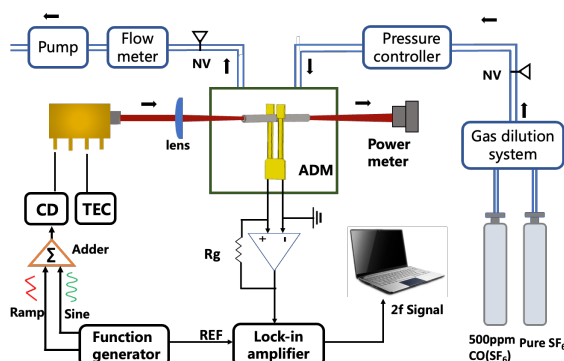 Pump
Flow
meter
NV
Pressure
controller
NV
Gas dilution
system
lens
Power
meter
ADM
CD
TEC
Σ
Adder
Ramp
Sine
Rg
+
-
2f Signal
Function
generator
REF
Lock-in
amplifier
500ppm
CO(SF₆)
Pure SF₆